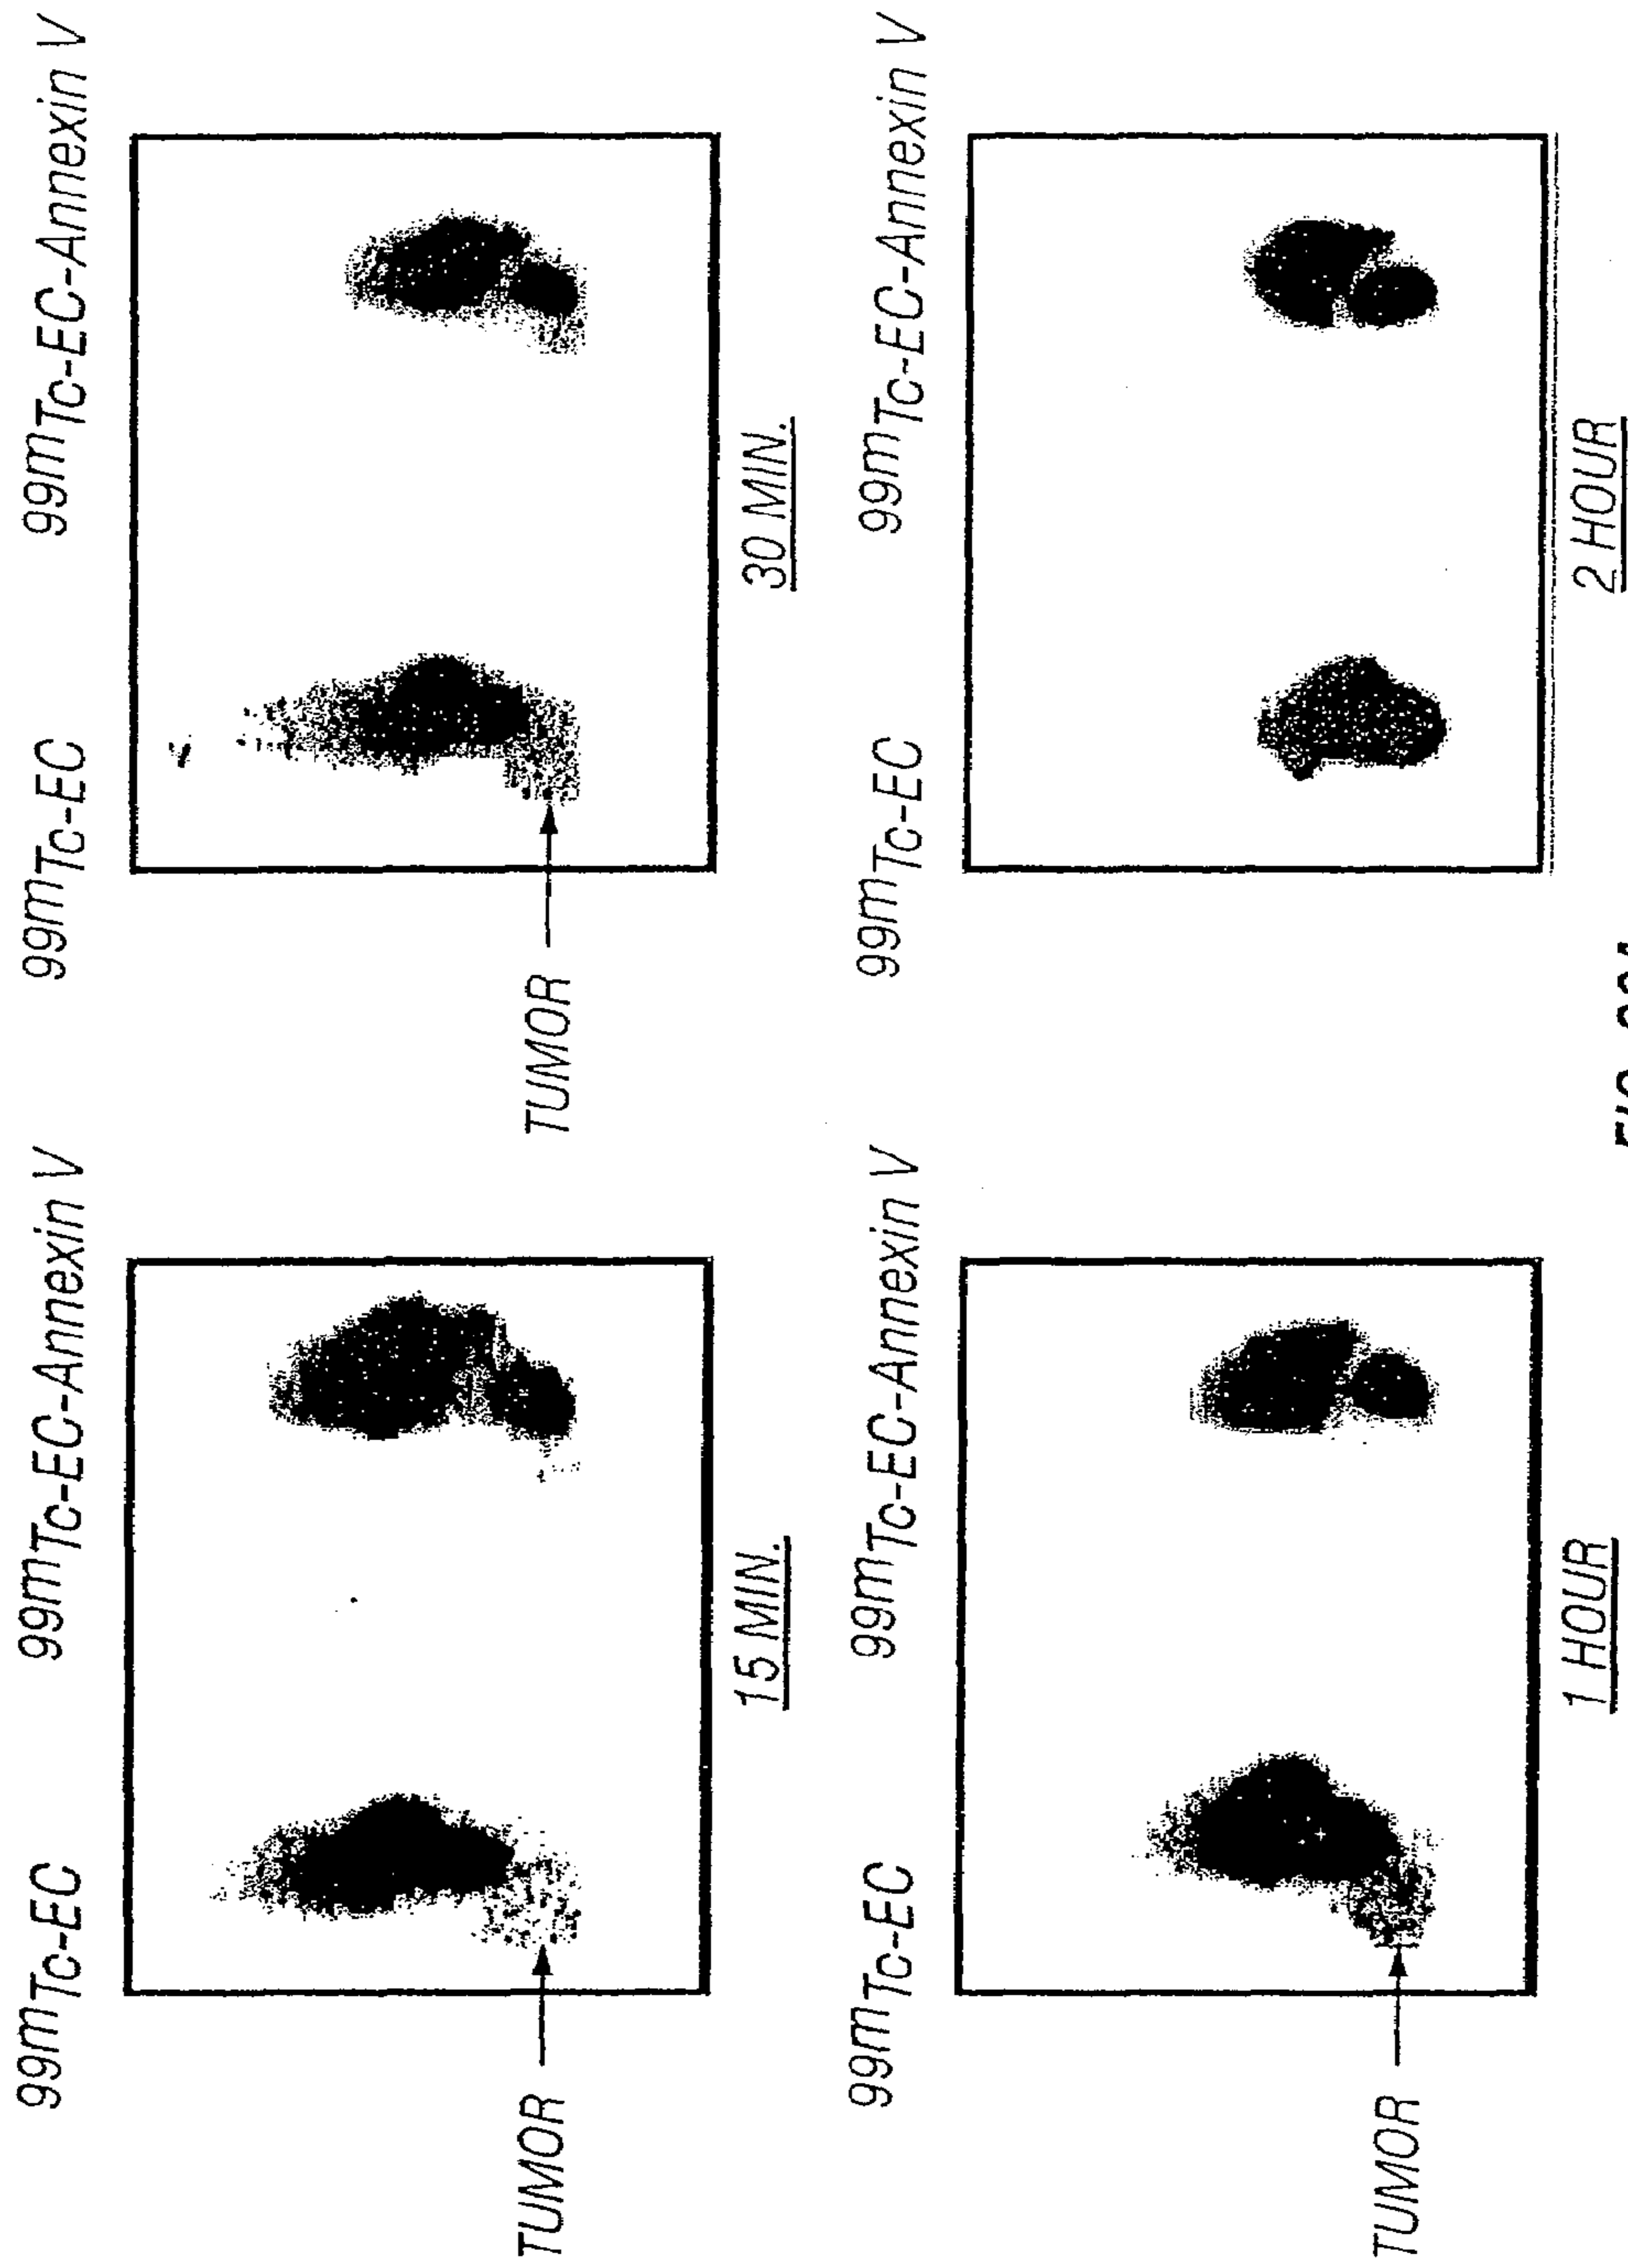 99mTc-EC 99mTc-EC-Annexin V 99mTc-EC 99mTc-EC-Annexin V
TUMOR TUMOR
15 MIN. 30 MIN.
99mTc-EC 99mTc-EC-Annexin V 99mTc-EC 99mTc-EC-Annexin V
TUMOR
1 HOUR 2 HOUR